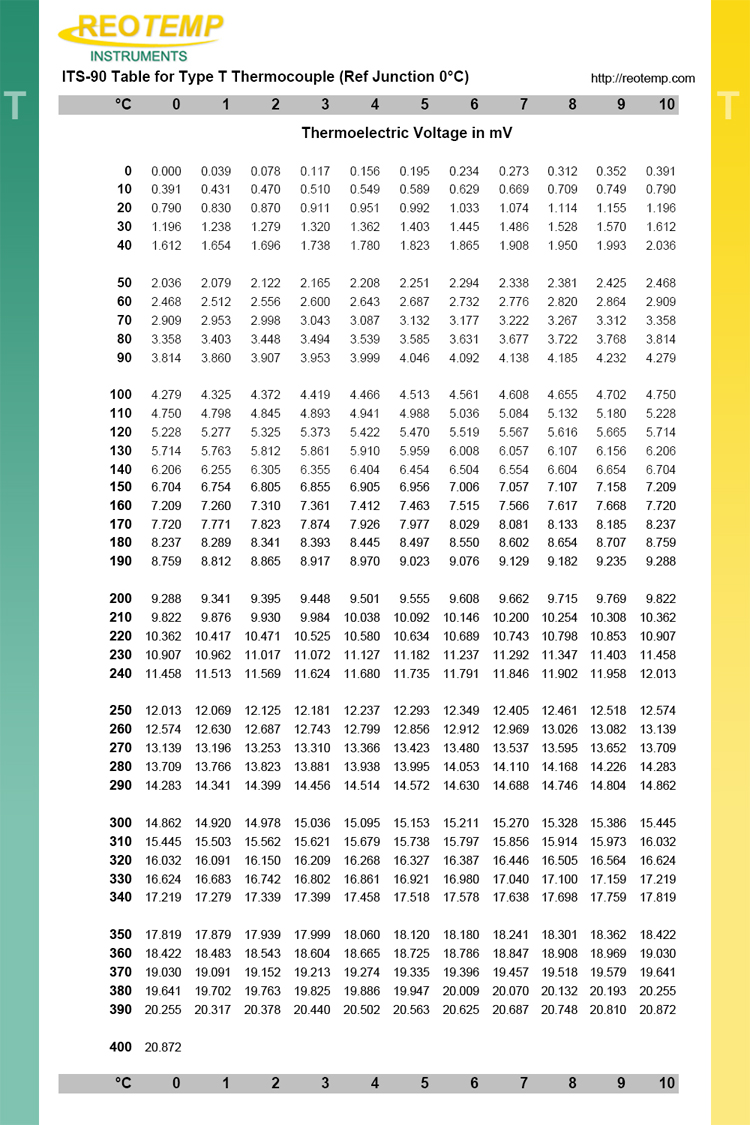 REOTEMP
INSTRUMENTS
ITS-90 Table for Type T Thermocouple (Ref Junction 0°C) http://reotemp.com
T T
°C 0 1 2 3 4 5 6 7 8 9 10
Thermoelectric Voltage in mV
0 0.000 0.039 0.078 0.117 0.156 0.195 0.234 0.273 0.312 0.352 0.391
10 0.391 0.431 0.470 0.510 0.549 0.589 0.629 0.669 0.709 0.749 0.790
20 0.790 0.830 0.870 0.911 0.951 0.992 1.033 1.074 1.114 1.155 1.196
30 1.196 1.238 1.279 1.320 1.362 1.403 1.445 1.486 1.528 1.570 1.612
40 1.612 1.654 1.696 1.738 1.780 1.823 1.865 1.908 1.950 1.993 2.036
50 2.036 2.079 2.122 2.165 2.208 2.251 2.294 2.338 2.381 2.425 2.468
60 2.468 2.512 2.556 2.600 2.643 2.687 2.732 2.776 2.820 2.864 2.909
70 2.909 2.953 2.998 3.043 3.087 3.132 3.177 3.222 3.267 3.312 3.358
80 3.358 3.403 3.448 3.494 3.539 3.585 3.631 3.677 3.722 3.768 3.814
90 3.814 3.860 3.907 3.953 3.999 4.046 4.092 4.138 4.185 4.232 4.279
100 4.279 4.325 4.372 4.419 4.466 4.513 4.561 4.608 4.655 4.702 4.750
110 4.750 4.798 4.845 4.893 4.941 4.988 5.036 5.084 5.132 5.180 5.228
120 5.228 5.277 5.325 5.373 5.422 5.470 5.519 5.567 5.616 5.665 5.714
130 5.714 5.763 5.812 5.861 5.910 5.959 6.008 6.057 6.107 6.156 6.206
140 6.206 6.255 6.305 6.355 6.404 6.454 6.504 6.554 6.604 6.654 6.704
150 6.704 6.754 6.805 6.855 6.905 6.956 7.006 7.057 7.107 7.158 7.209
160 7.209 7.260 7.310 7.361 7.412 7.463 7.515 7.566 7.617 7.668 7.720
170 7.720 7.771 7.823 7.874 7.926 7.977 8.029 8.081 8.133 8.185 8.237
180 8.237 8.289 8.341 8.393 8.445 8.497 8.550 8.602 8.654 8.707 8.759
190 8.759 8.812 8.865 8.917 8.970 9.023 9.076 9.129 9.182 9.235 9.288
200 9.288 9.341 9.395 9.448 9.501 9.555 9.608 9.662 9.715 9.769 9.822
210 9.822 9.876 9.930 9.984 10.038 10.092 10.146 10.200 10.254 10.308 10.362
220 10.362 10.417 10.471 10.525 10.580 10.634 10.689 10.743 10.798 10.853 10.907
230 10.907 10.962 11.017 11.072 11.127 11.182 11.237 11.292 11.347 11.403 11.458
240 11.458 11.513 11.569 11.624 11.680 11.735 11.791 11.846 11.902 11.958 12.013
250 12.013 12.069 12.125 12.181 12.237 12.293 12.349 12.405 12.461 12.518 12.574
260 12.574 12.630 12.687 12.743 12.799 12.856 12.912 12.969 13.026 13.082 13.139
270 13.139 13.196 13.253 13.310 13.366 13.423 13.480 13.537 13.595 13.652 13.709
280 13.709 13.766 13.823 13.881 13.938 13.995 14.053 14.110 14.168 14.226 14.283
290 14.283 14.341 14.399 14.456 14.514 14.572 14.630 14.688 14.746 14.804 14.862
300 14.862 14.920 14.978 15.036 15.095 15.153 15.211 15.270 15.328 15.386 15.445
310 15.445 15.503 15.562 15.621 15.679 15.738 15.797 15.856 15.914 15.973 16.032
320 16.032 16.091 16.150 16.209 16.268 16.327 16.387 16.446 16.505 16.564 16.624
330 16.624 16.683 16.742 16.802 16.861 16.921 16.980 17.040 17.100 17.159 17.219
340 17.219 17.279 17.339 17.399 17.458 17.518 17.578 17.638 17.698 17.759 17.819
350 17.819 17.879 17.939 17.999 18.060 18.120 18.180 18.241 18.301 18.362 18.422
360 18.422 18.483 18.543 18.604 18.665 18.725 18.786 18.847 18.908 18.969 19.030
370 19.030 19.091 19.152 19.213 19.274 19.335 19.396 19.457 19.518 19.579 19.641
380 19.641 19.702 19.763 19.825 19.886 19.947 20.009 20.070 20.132 20.193 20.255
390 20.255 20.317 20.378 20.440 20.502 20.563 20.625 20.687 20.748 20.810 20.872
400 20.872
°C 0 1 2 3 4 5 6 7 8 9 10